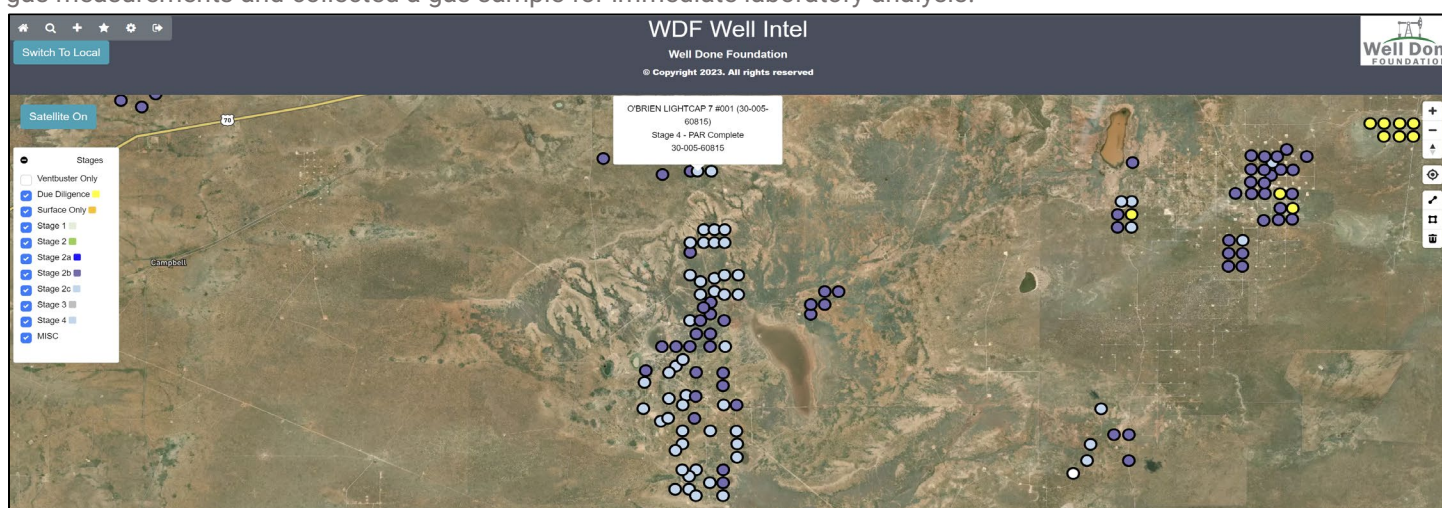 gas measurements and collected a gas sample for immediate laboratory analysis.
WDF Well Intel
Well Done Foundation
© Copyright 2023. All rights reserved
Switch To Local
Well Don
FOUNDATION
Satellite On
70
O'BRIEN LIGHTCAP 7 #001 (30-005-
60815)
Stage 4 - PAR Complete
30-005-60815
Stages
Ventbuster Only
Due Diligence
Surface Only
Stage 1
Stage 2
Stage 2a
Stage 2b
Stage 2c
Stage 3
Stage 4
MISC
Campbell